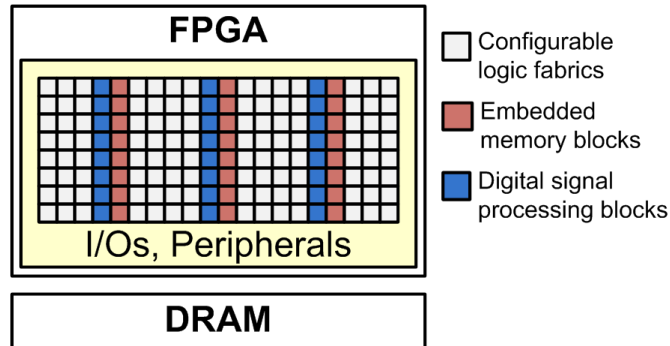 FPGA
I/Os, Peripherals
DRAM
Configurable
logic fabrics
Embedded
memory blocks
Digital signal
processing blocks